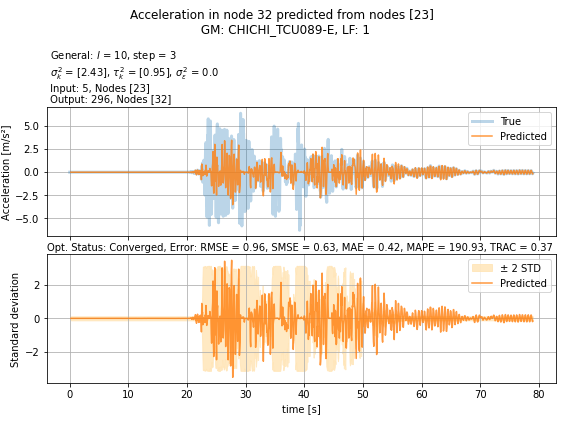 Acceleration in node 32 predicted from nodes [23]
GM: CHICHI_TCU089-E, LF: 1
General: l = 10, step = 3
σ²ₖ = [2.43], τ²ₖ = [0.95], σ²ε = 0.0
Input: 5, Nodes [23]
Output: 296, Nodes [32]
Acceleration [m/s²]
5.0
2.5
0.0
−2.5
−5.0
True
Predicted
Opt. Status: Converged, Error: RMSE = 0.96, SMSE = 0.63, MAE = 0.42, MAPE = 190.93, TRAC = 0.37
Standard deviation
2
0
−2
± 2 STD
Predicted
0 10 20 30 40 50 60 70 80
time [s]